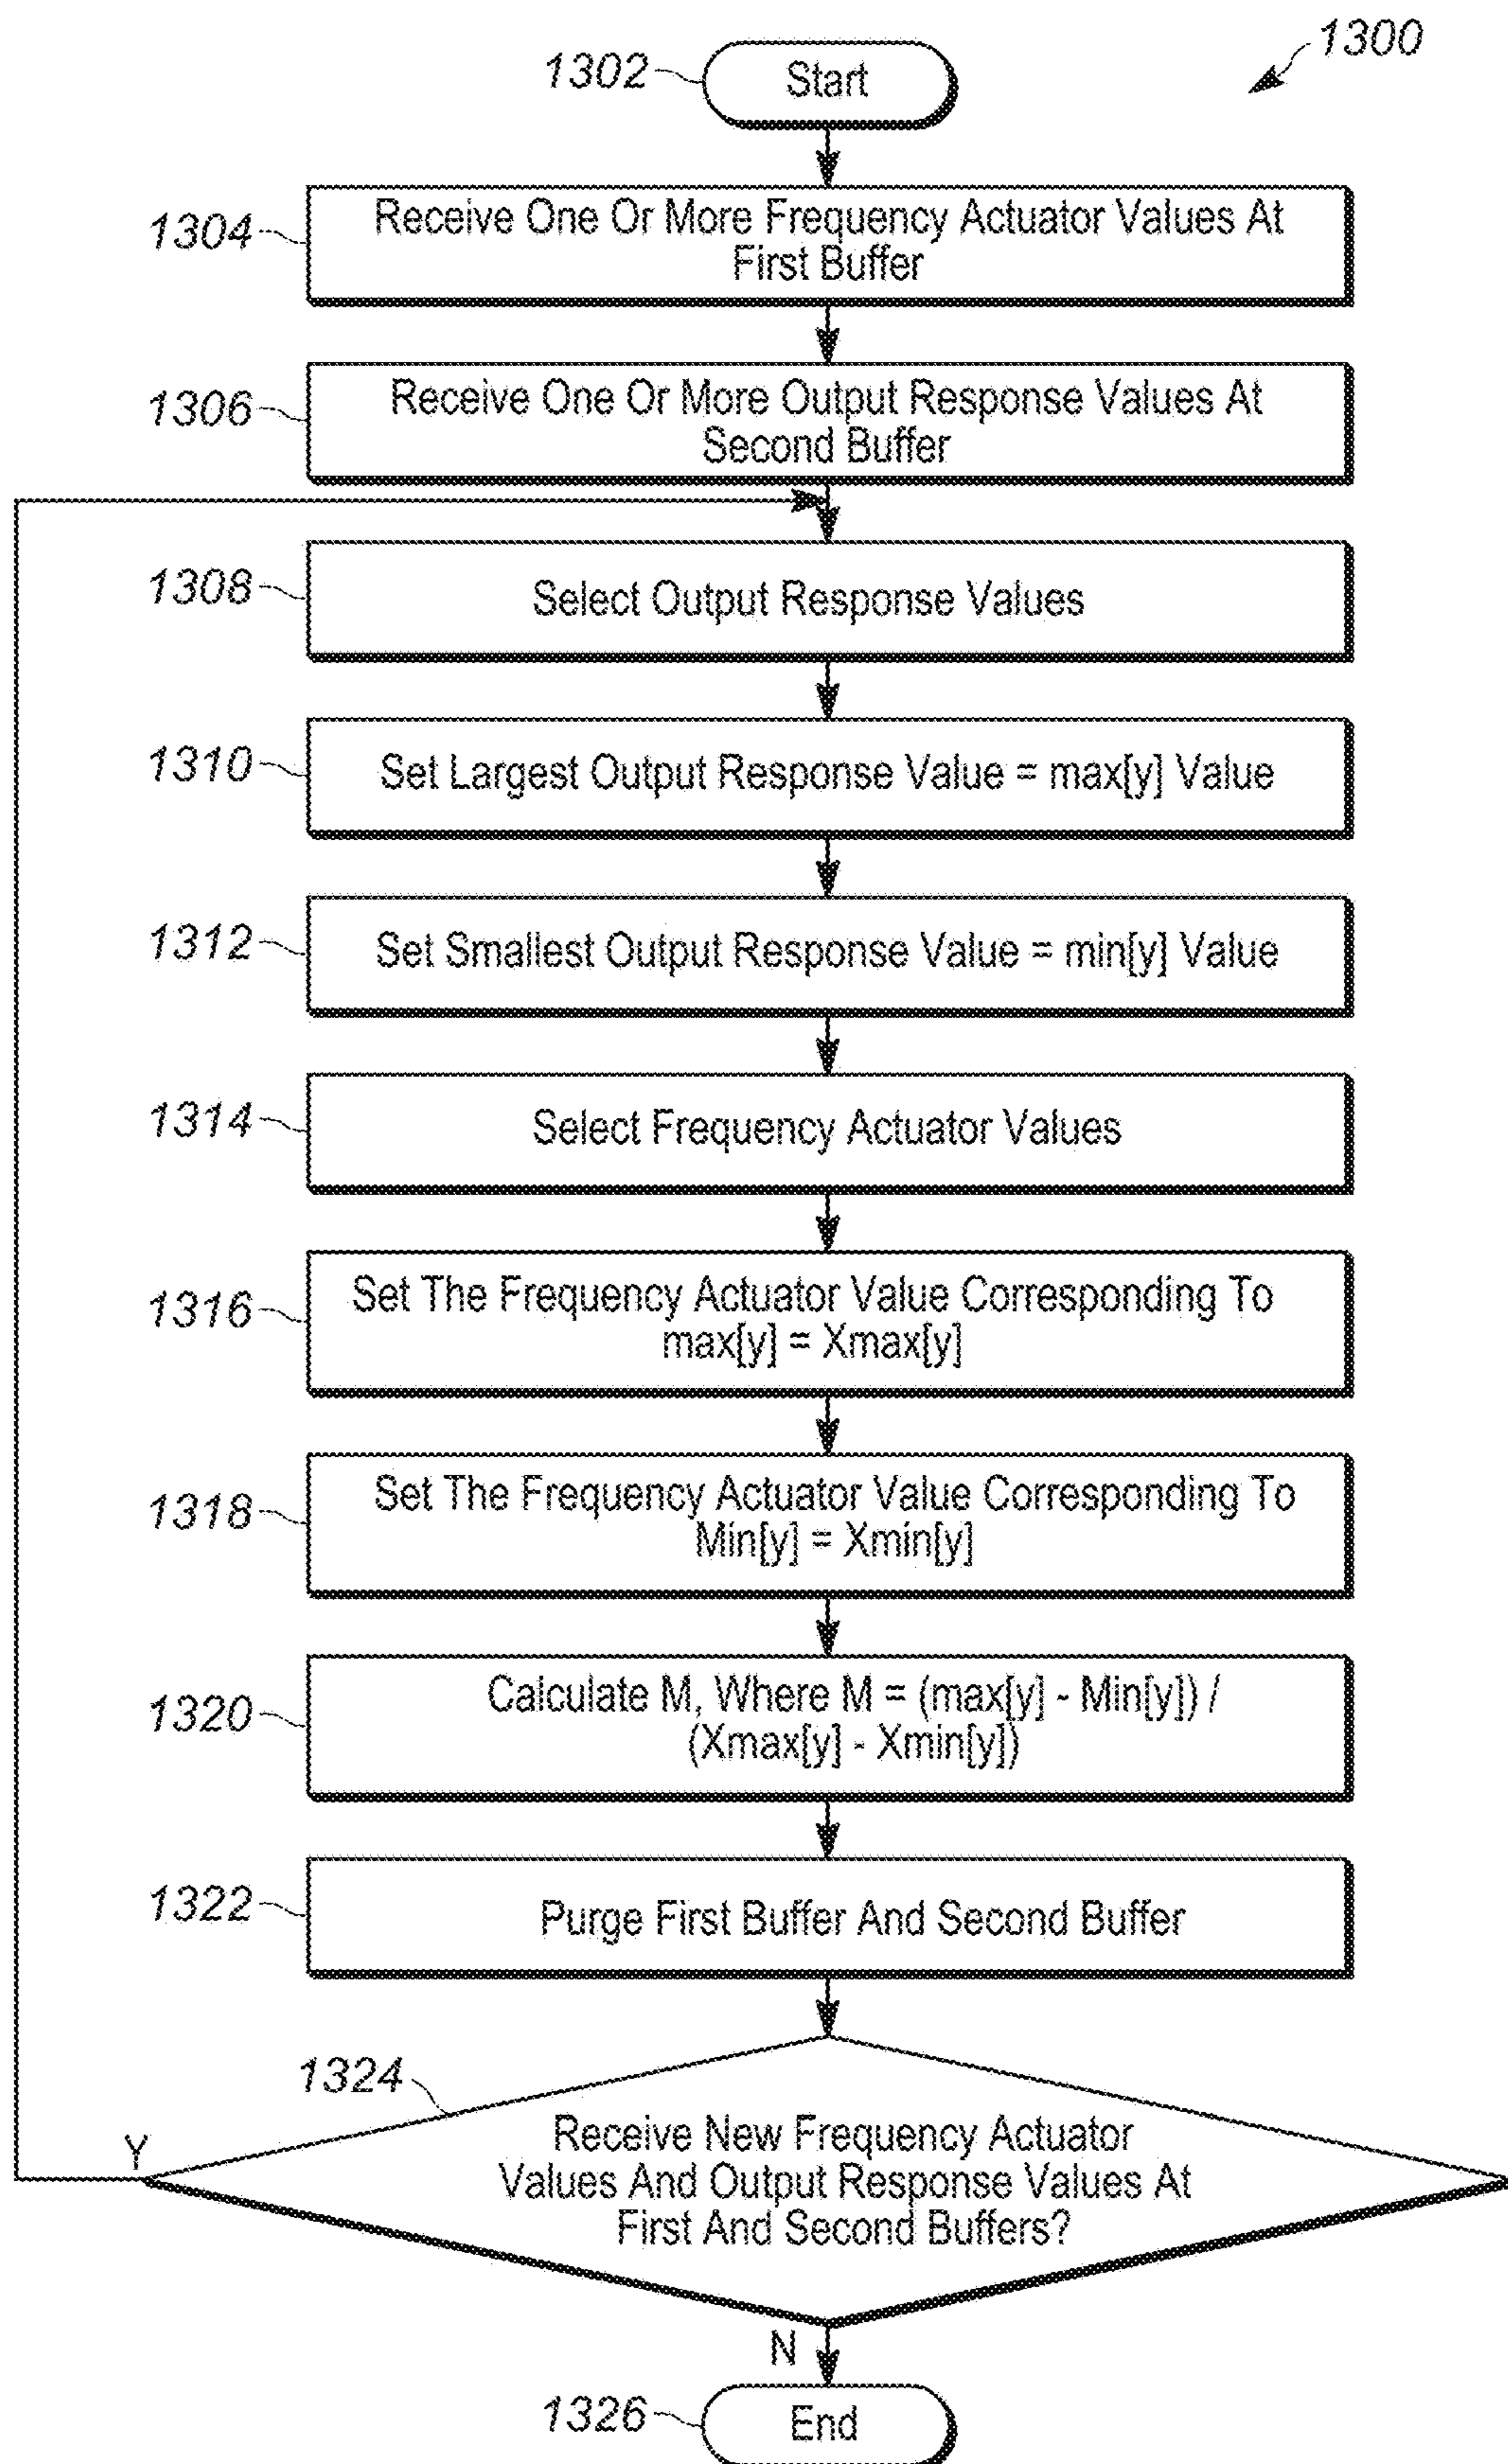 1300
1302
Start
1304
Receive One Or More Frequency Actuator Values At
First Buffer
1306
Receive One Or More Output Response Values At
Second Buffer
1308
Select Output Response Values
1310
Set Largest Output Response Value = max[y] Value
1312
Set Smallest Output Response Value = min[y] Value
1314
Select Frequency Actuator Values
1316
Set The Frequency Actuator Value Corresponding To
max[y] = Xmax[y]
1318
Set The Frequency Actuator Value Corresponding To
Min[y] = Xmin[y]
1320
Calculate M, Where M = (max[y] - Min[y]) /
(Xmax[y] - Xmin[y])
1322
Purge First Buffer And Second Buffer
1324
Y
Receive New Frequency Actuator
Values And Output Response Values At
First And Second Buffers?
N
1326
End